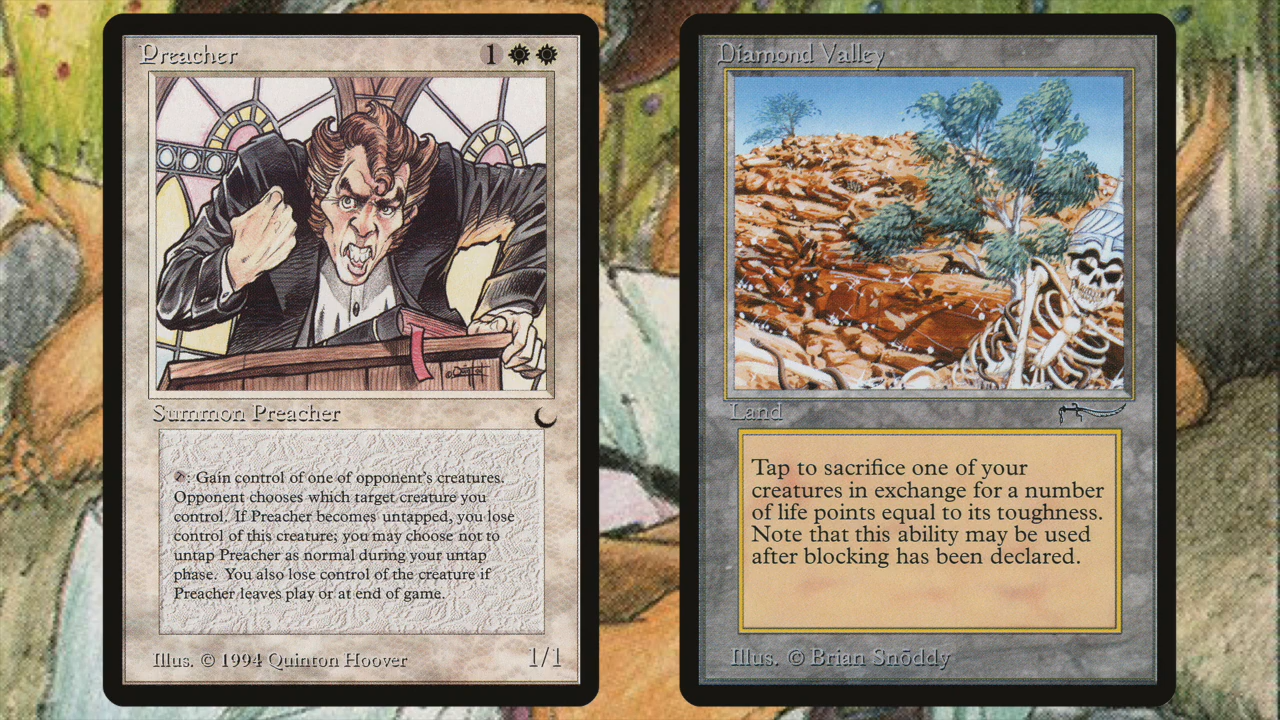 Preacher 1
Summon Preacher
: Gain control of one of opponent's creatures.
Opponent chooses which target creature you
control. If Preacher becomes untapped, you lose
control of this creature; you may choose not to
untap Preacher as normal during your untap
phase. You also lose control of the creature if
Preacher leaves play or at end of game.
Illus. © 1994 Quinton Hoover 1/1
Diamond Valley
Land
Tap to sacrifice one of your
creatures in exchange for a number
of life points equal to its toughness.
Note that this ability may be used
after blocking has been declared.
Illus. © Brian Snōddy